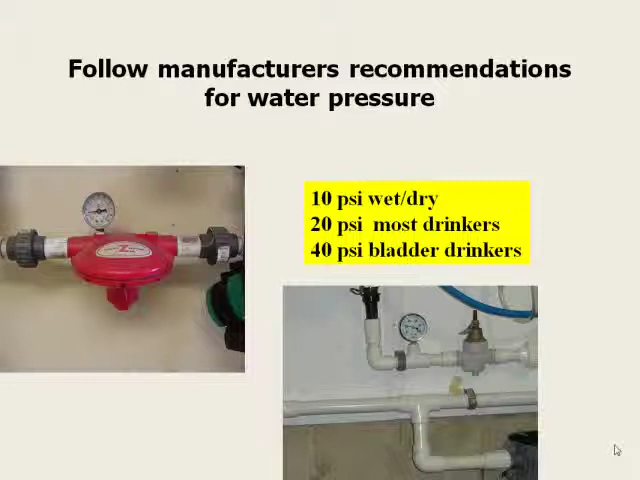 Follow manufacturers recommendations
for water pressure
10 psi wet/dry
20 psi  most drinkers
40 psi bladder drinkers